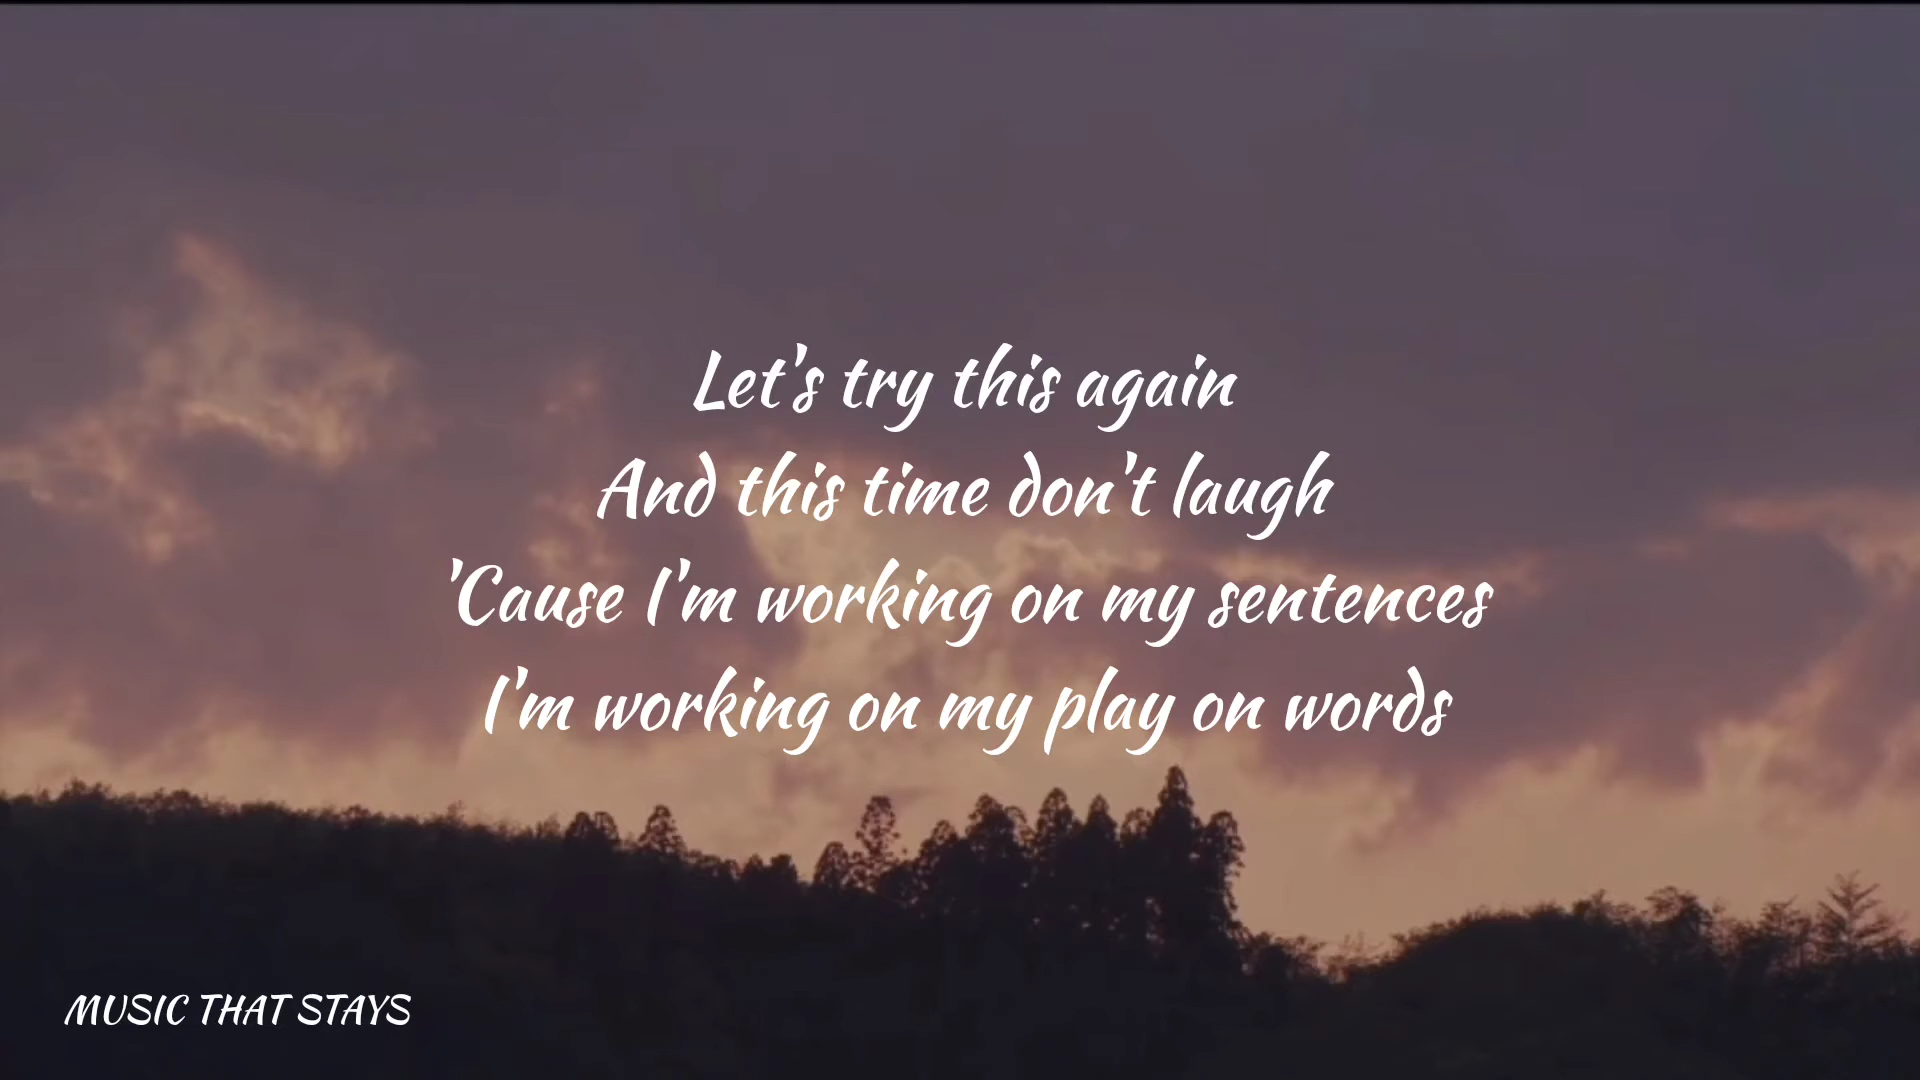 Let's try this again
And this time don't laugh
'Cause I'm working on my sentences
I'm working on my play on words
MUSIC THAT STAYS